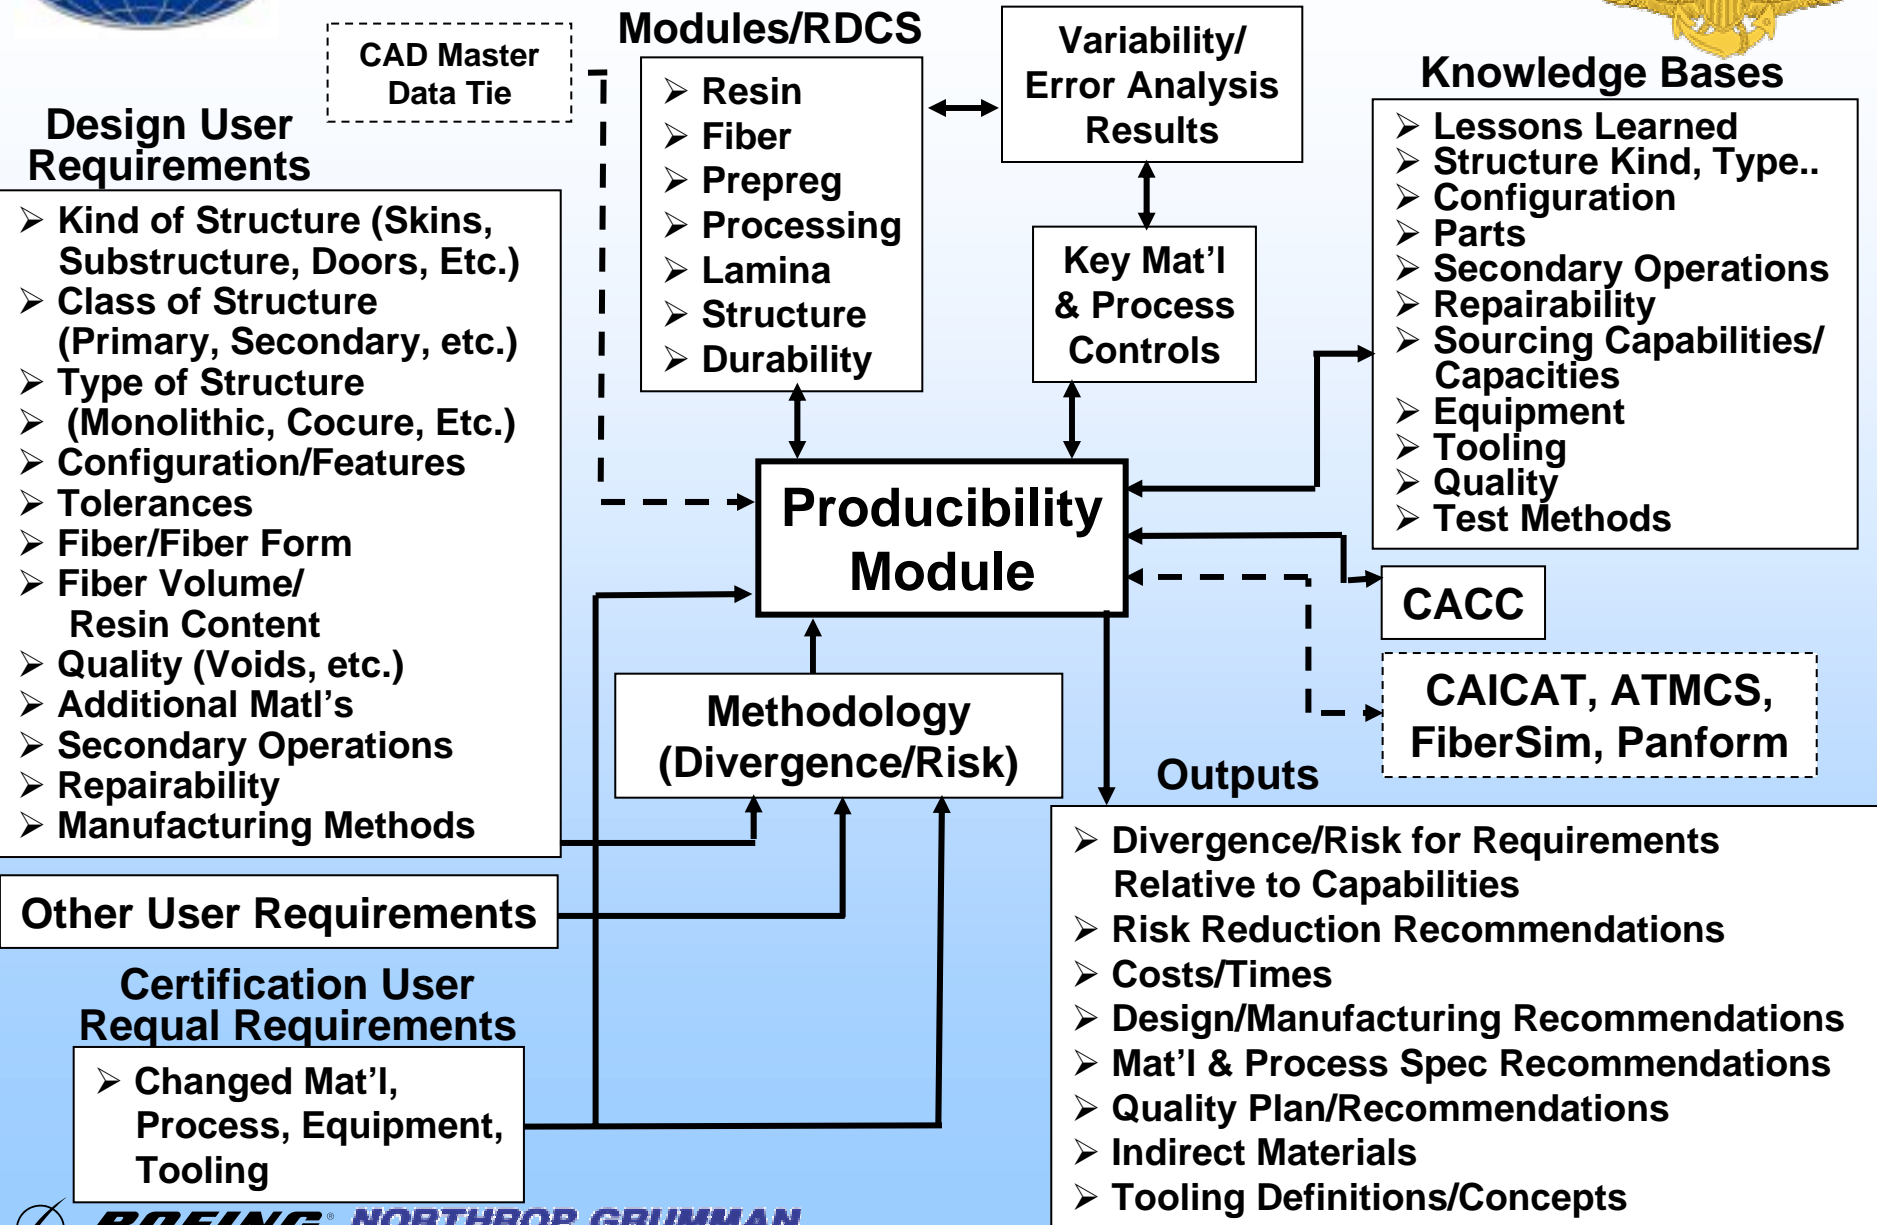 CAD Master
Data Tie
Modules/RDCS
➢ Resin
➢ Fiber
➢ Prepreg
➢ Processing
➢ Lamina
➢ Structure
➢ Durability
Variability/
Error Analysis
Results
Key Mat'l
& Process
Controls
Knowledge Bases
➢ Lessons Learned
➢ Structure Kind, Type..
➢ Configuration
➢ Parts
➢ Secondary Operations
➢ Repairability
➢ Sourcing Capabilities/
Capacities
➢ Equipment
➢ Tooling
➢ Quality
➢ Test Methods
Design User
Requirements
➢ Kind of Structure (Skins,
Substructure, Doors, Etc.)
➢ Class of Structure
(Primary, Secondary, etc.)
➢ Type of Structure
➢ (Monolithic, Cocure, Etc.)
➢ Configuration/Features
➢ Tolerances
➢ Fiber/Fiber Form
➢ Fiber Volume/
Resin Content
➢ Quality (Voids, etc.)
➢ Additional Matl's
➢ Secondary Operations
➢ Repairability
➢ Manufacturing Methods
Producibility
Module
CACC
CAICAT, ATMCS,
FiberSim, Panform
Methodology
(Divergence/Risk)
Other User Requirements
Certification User
Requal Requirements
➢ Changed Mat'l,
Process, Equipment,
Tooling
Outputs
➢ Divergence/Risk for Requirements
Relative to Capabilities
➢ Risk Reduction Recommendations
➢ Costs/Times
➢ Design/Manufacturing Recommendations
➢ Mat'l & Process Spec Recommendations
➢ Quality Plan/Recommendations
➢ Indirect Materials
➢ Tooling Definitions/Concepts
BOEING® NORTHROP GRUMMAN